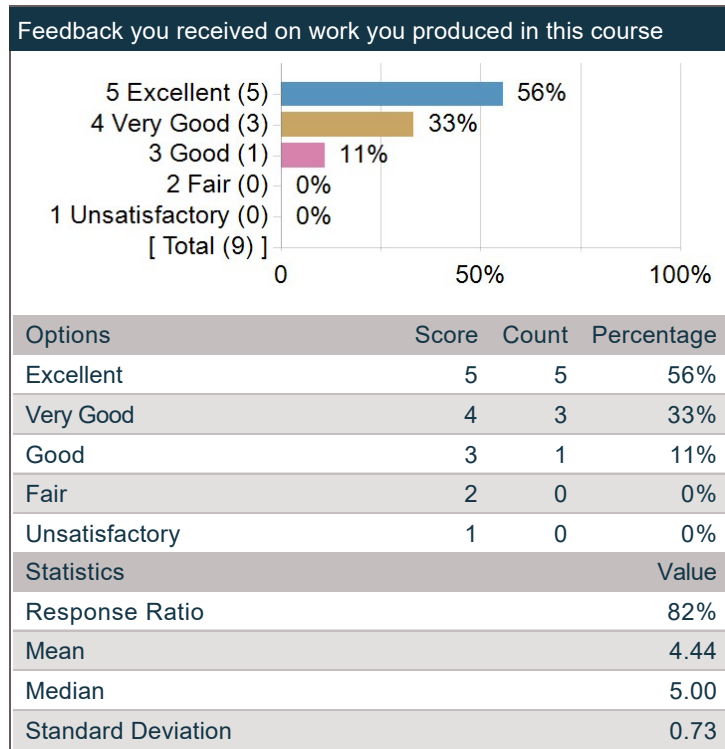 Feedback you received on work you produced in this course
5 Excellent (5) 56%
4 Very Good (3) 33%
3 Good (1) 11%
2 Fair (0) 0%
1 Unsatisfactory (0) 0%
[ Total (9) ]
0 50% 100%
Options Score Count Percentage
Excellent 5 5 56%
Very Good 4 3 33%
Good 3 1 11%
Fair 2 0 0%
Unsatisfactory 1 0 0%
Statistics Value
Response Ratio 82%
Mean 4.44
Median 5.00
Standard Deviation 0.73